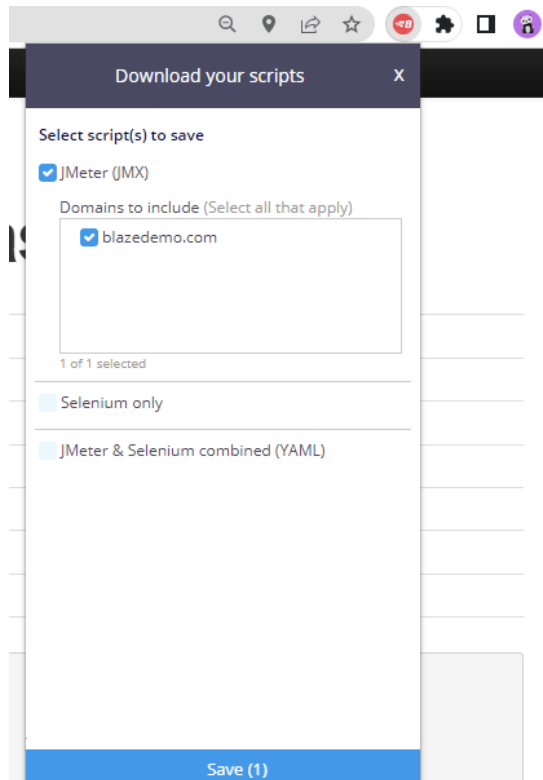 Download your scripts X
Select script(s) to save
JMeter (JMX)
Domains to include (Select all that apply)
blazedemo.com
1 of 1 selected
Selenium only
JMeter & Selenium combined (YAML)
Save (1)